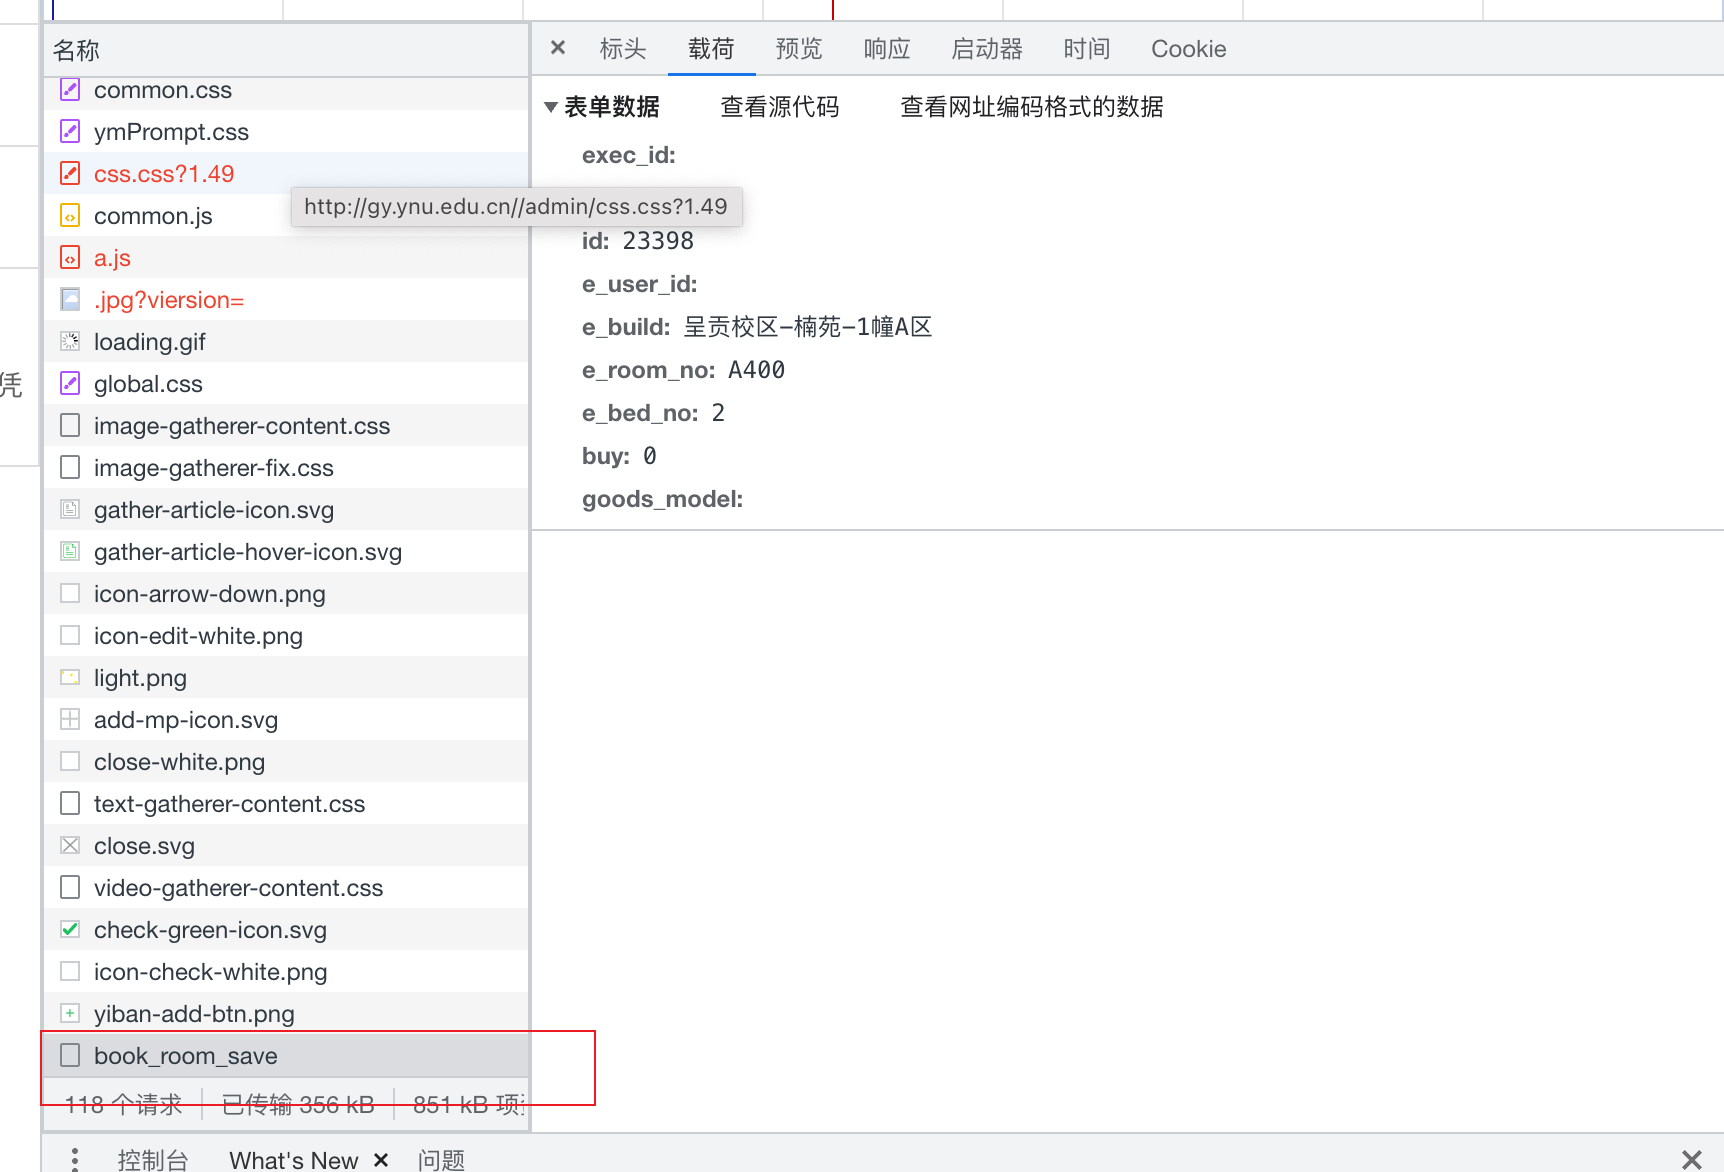 名称
common.css
ymPrompt.css
css.css?1.49
common.js
a.js
.jpg?viersion=
loading.gif
global.css
image-gatherer-content.css
image-gatherer-fix.css
gather-article-icon.svg
gather-article-hover-icon.svg
icon-arrow-down.png
icon-edit-white.png
light.png
add-mp-icon.svg
close-white.png
text-gatherer-content.css
close.svg
video-gatherer-content.css
check-green-icon.svg
icon-check-white.png
yiban-add-btn.png
book_room_save
118 个请求 已传输 356 kB 851 kB 项
凭
标头 载荷 预览 响应 启动器 时间 Cookie
表单数据 查看源代码 查看网址编码格式的数据
exec_id:
http://gy.ynu.edu.cn//admin/css.css?1.49
id: 23398
e_user_id:
e_build: 呈贡校区-楠苑-1幢A区
e_room_no: A400
e_bed_no: 2
buy: 0
goods_model:
控制台 What's New 问题